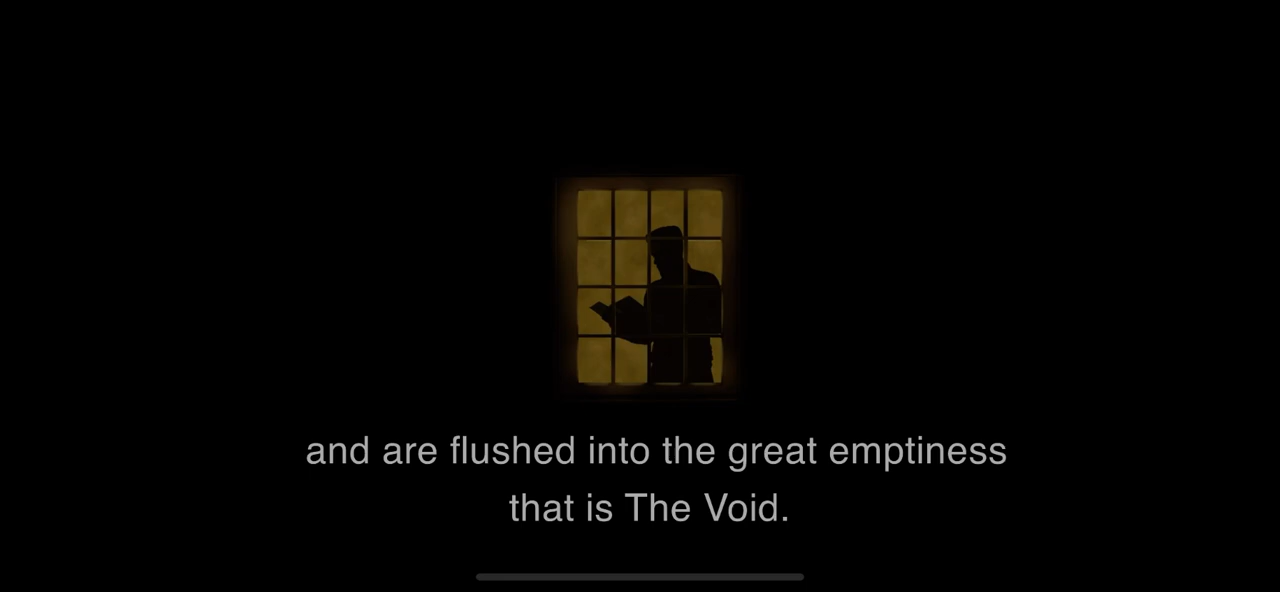 and are flushed into the great emptiness
that is The Void.